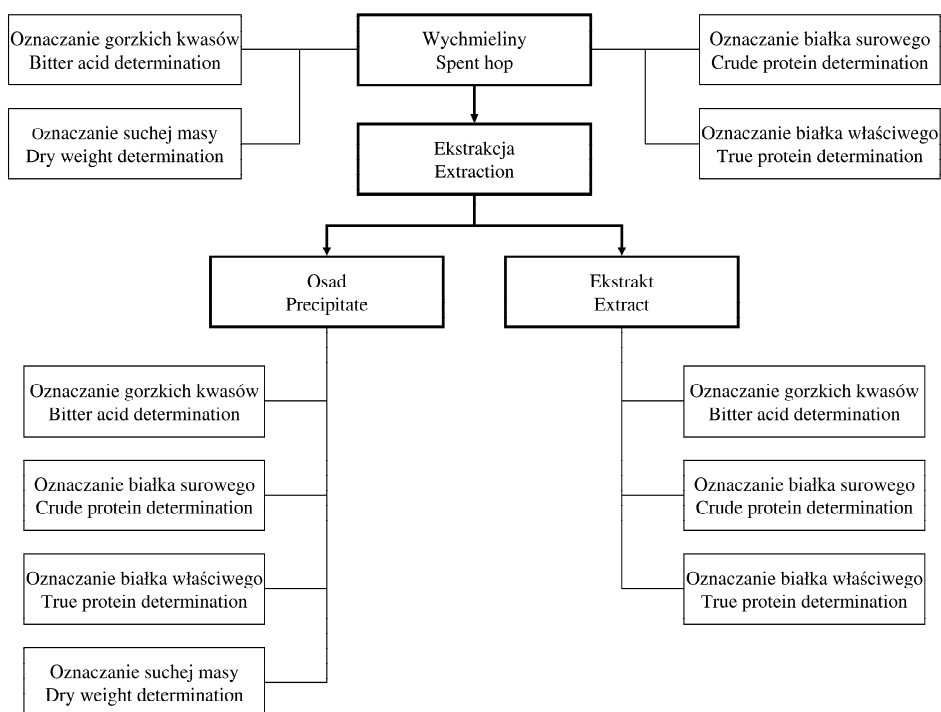 Oznaczanie gorzkich kwasów
Bitter acid determination
Wychmieliny
Spent hop
Oznaczanie białka surowego
Crude protein determination
Oznaczanie suchej masy
Dry weight determination
Ekstrakcja
Extraction
Oznaczanie białka właściwego
True protein determination
Osad
Precipitate
Ekstrakt
Extract
Oznaczanie gorzkich kwasów
Bitter acid determination
Oznaczanie białka surowego
Crude protein determination
Oznaczanie białka właściwego
True protein determination
Oznaczanie suchej masy
Dry weight determination
Oznaczanie gorzkich kwasów
Bitter acid determination
Oznaczanie białka surowego
Crude protein determination
Oznaczanie białka właściwego
True protein determination